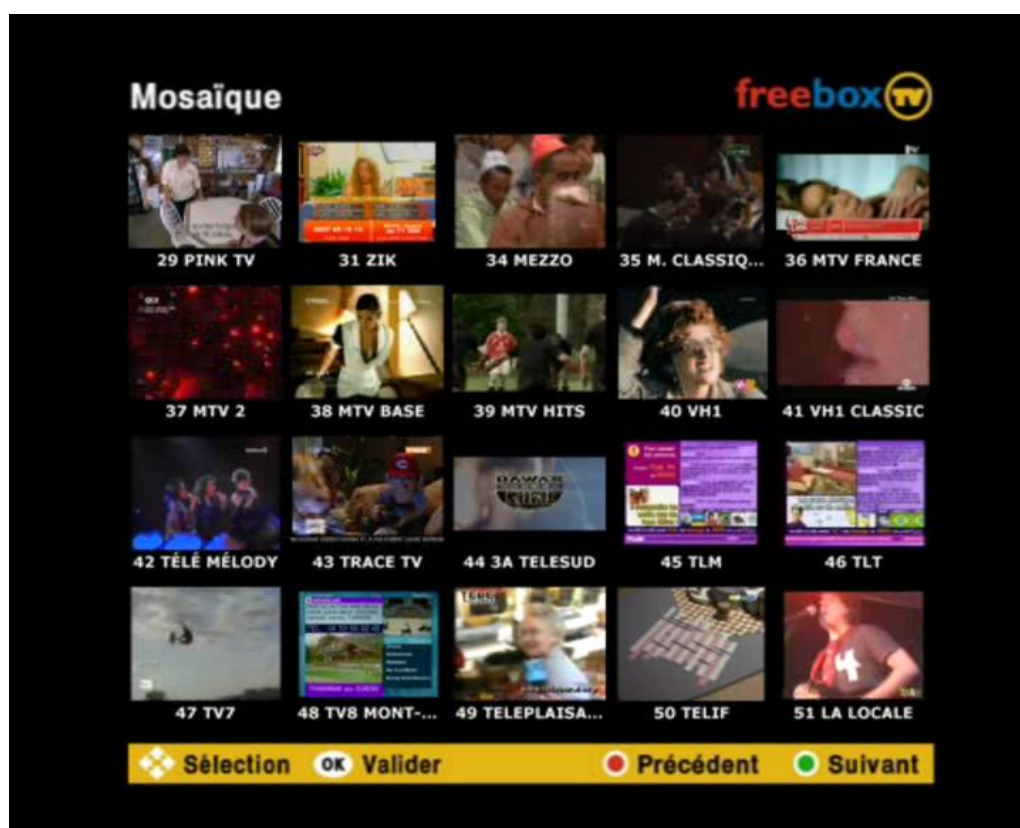 Mosaïque
freebox TV
29 PINK TV
31 ZIK
34 MEZZO
35 M. CLASSIQ...
36 MTV FRANCE
37 MTV 2
38 MTV BASE
39 MTV HITS
40 VH1
41 VH1 CLASSIC
42 TÉLÉ MÉLODY
43 TRACE TV
44 3A TELESUD
45 TLM
46 TLT
47 TV7
48 TV8 MONT-...
49 TELEPLAISA...
50 TELIF
51 LA LOCALE
Sélection OK Valider Précédent Suivant